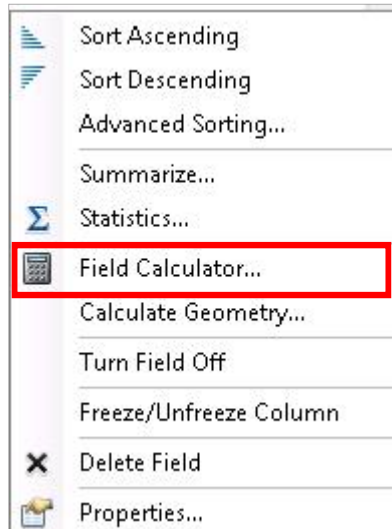 Sort Ascending
Sort Descending
Advanced Sorting...
Summarize...
Statistics...
Field Calculator...
Calculate Geometry...
Turn Field Off
Freeze/Unfreeze Column
Delete Field
Properties...